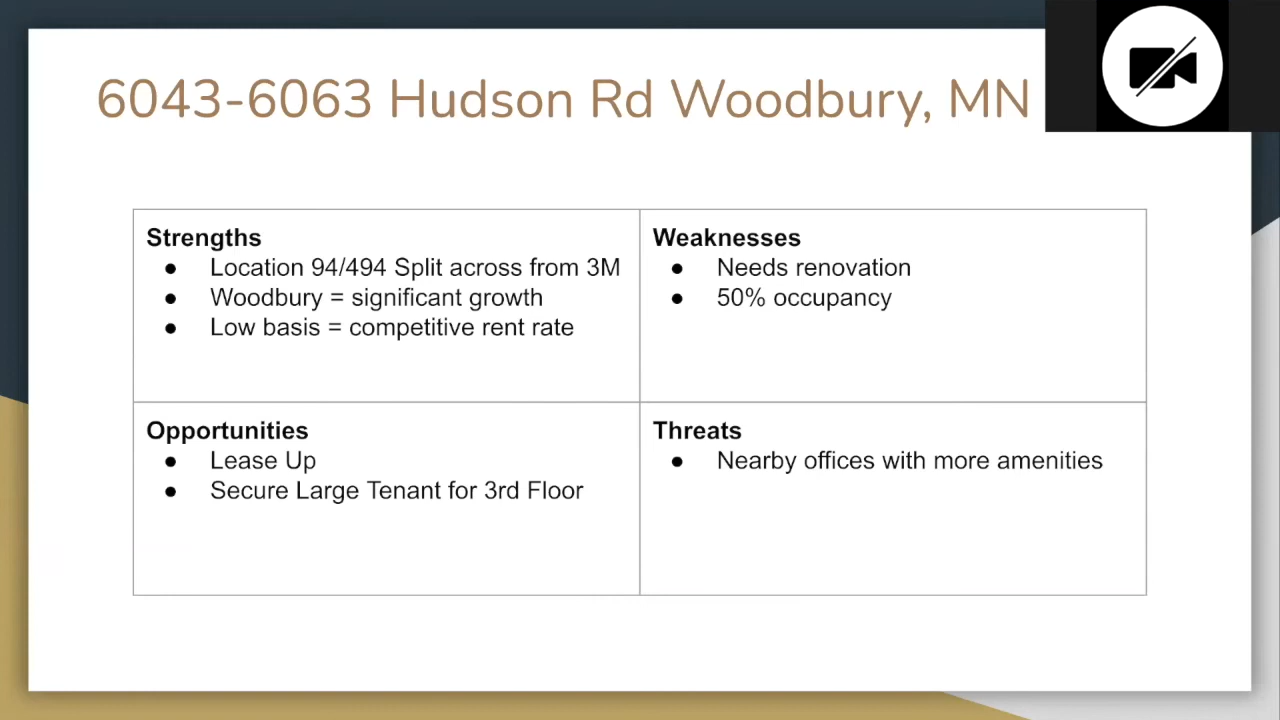 6043-6063 Hudson Rd Woodbury, MN
Strengths
● Location 94/494 Split across from 3M
● Woodbury = significant growth
● Low basis = competitive rent rate
Weaknesses
● Needs renovation
● 50% occupancy
Opportunities
● Lease Up
● Secure Large Tenant for 3rd Floor
Threats
● Nearby offices with more amenities